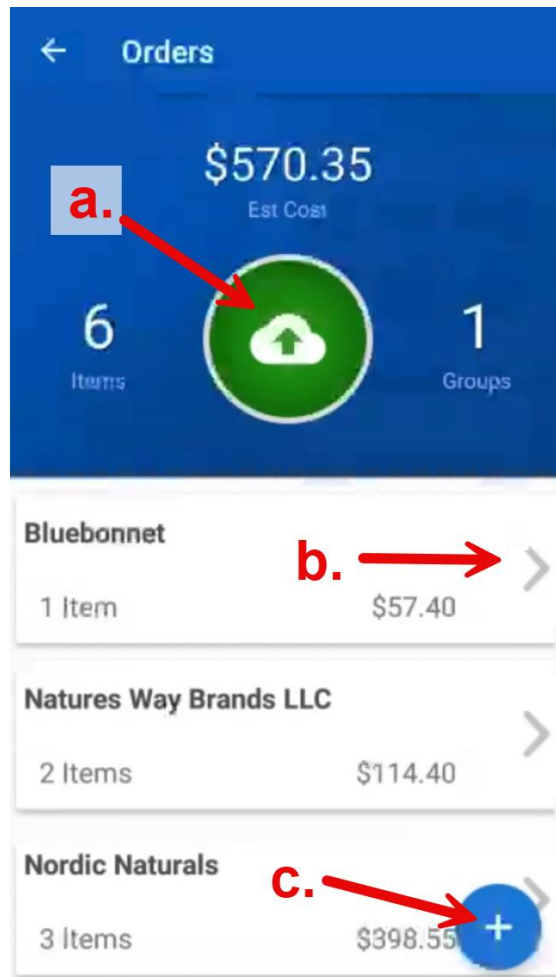 Orders
$570.35
Est Cost
a.
6
Items
1
Groups
Bluebonnet
b.
1 Item $57.40
Natures Way Brands LLC
2 Items $114.40
Nordic Naturals
c.
3 Items $398.55
+